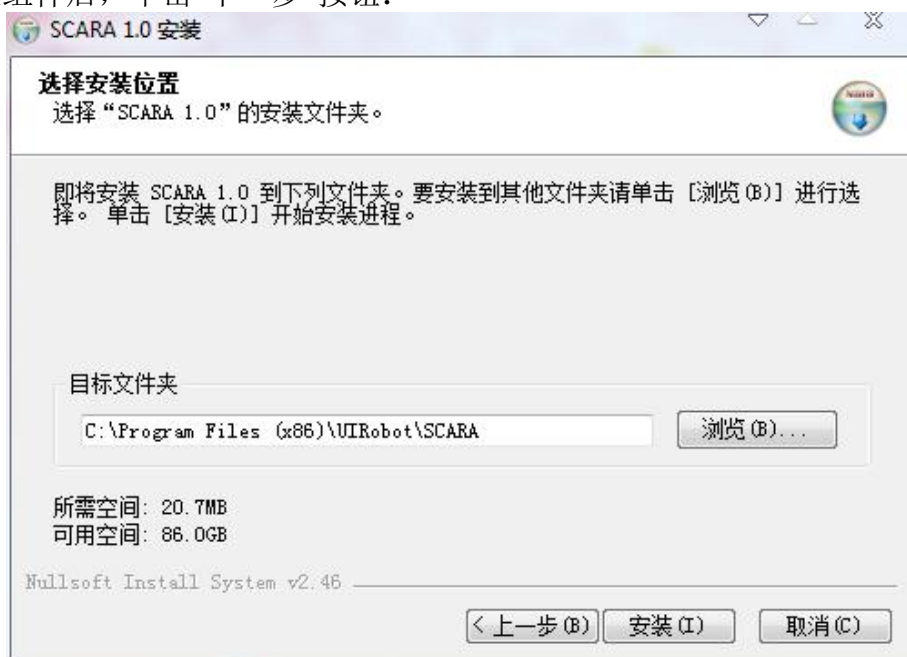 SCARA 1.0 安装
选择安装位置
选择“SCARA 1.0”的安装文件夹。
即将安装 SCARA 1.0 到下列文件夹。要安装到其他文件夹请单击 [浏览(B)] 进行选
择。 单击 [安装(I)] 开始安装进程。
目标文件夹
C:\Program Files (x86)\UIRobot\SCARA
浏览(B)...
所需空间: 20.7MB
可用空间: 86.0GB
Nullsoft Install System v2.46
< 上一步(B) 安装(I) 取消(C)